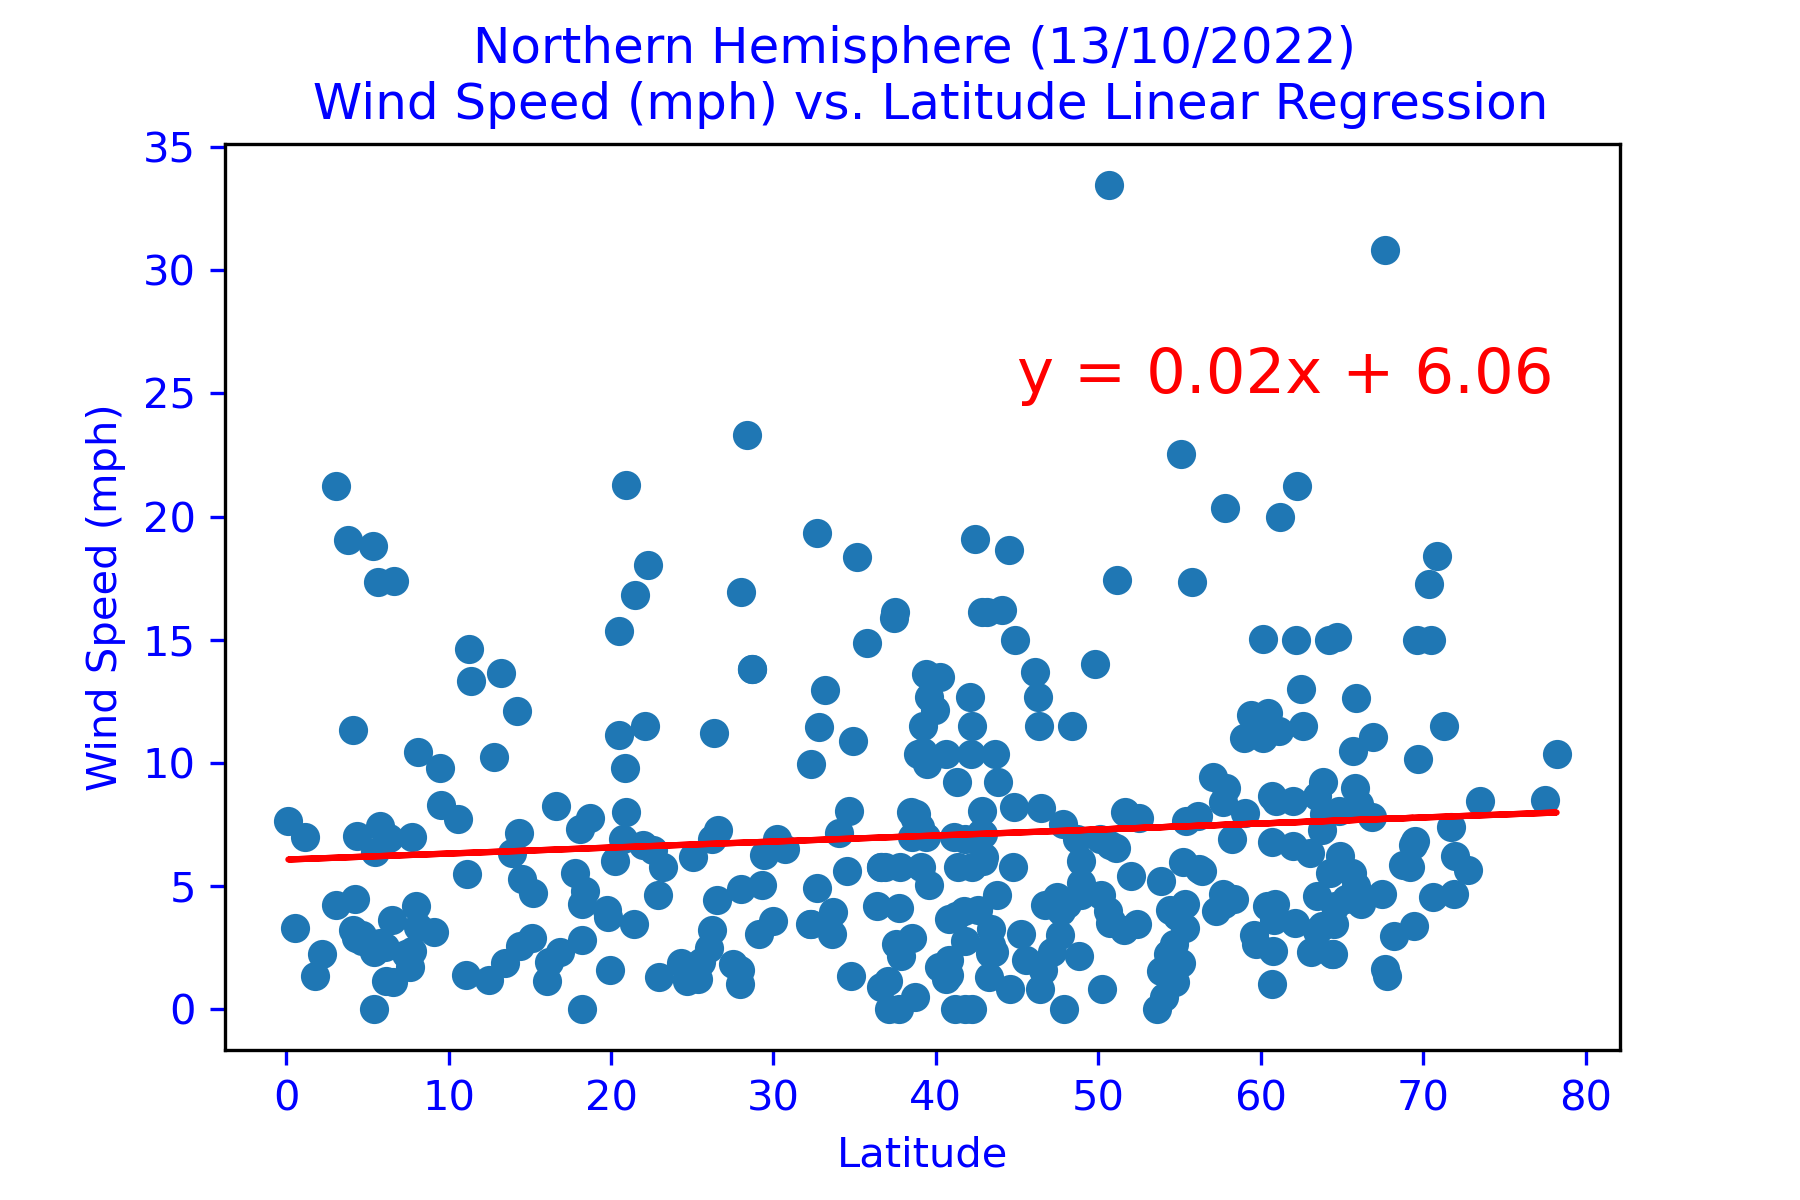 Northern Hemisphere (13/10/2022)
Wind Speed (mph) vs. Latitude Linear Regression
Wind Speed (mph)
35
30
25
20
15
10
5
0
y = 0.02x + 6.06
0 10 20 30 40 50 60 70 80
Latitude